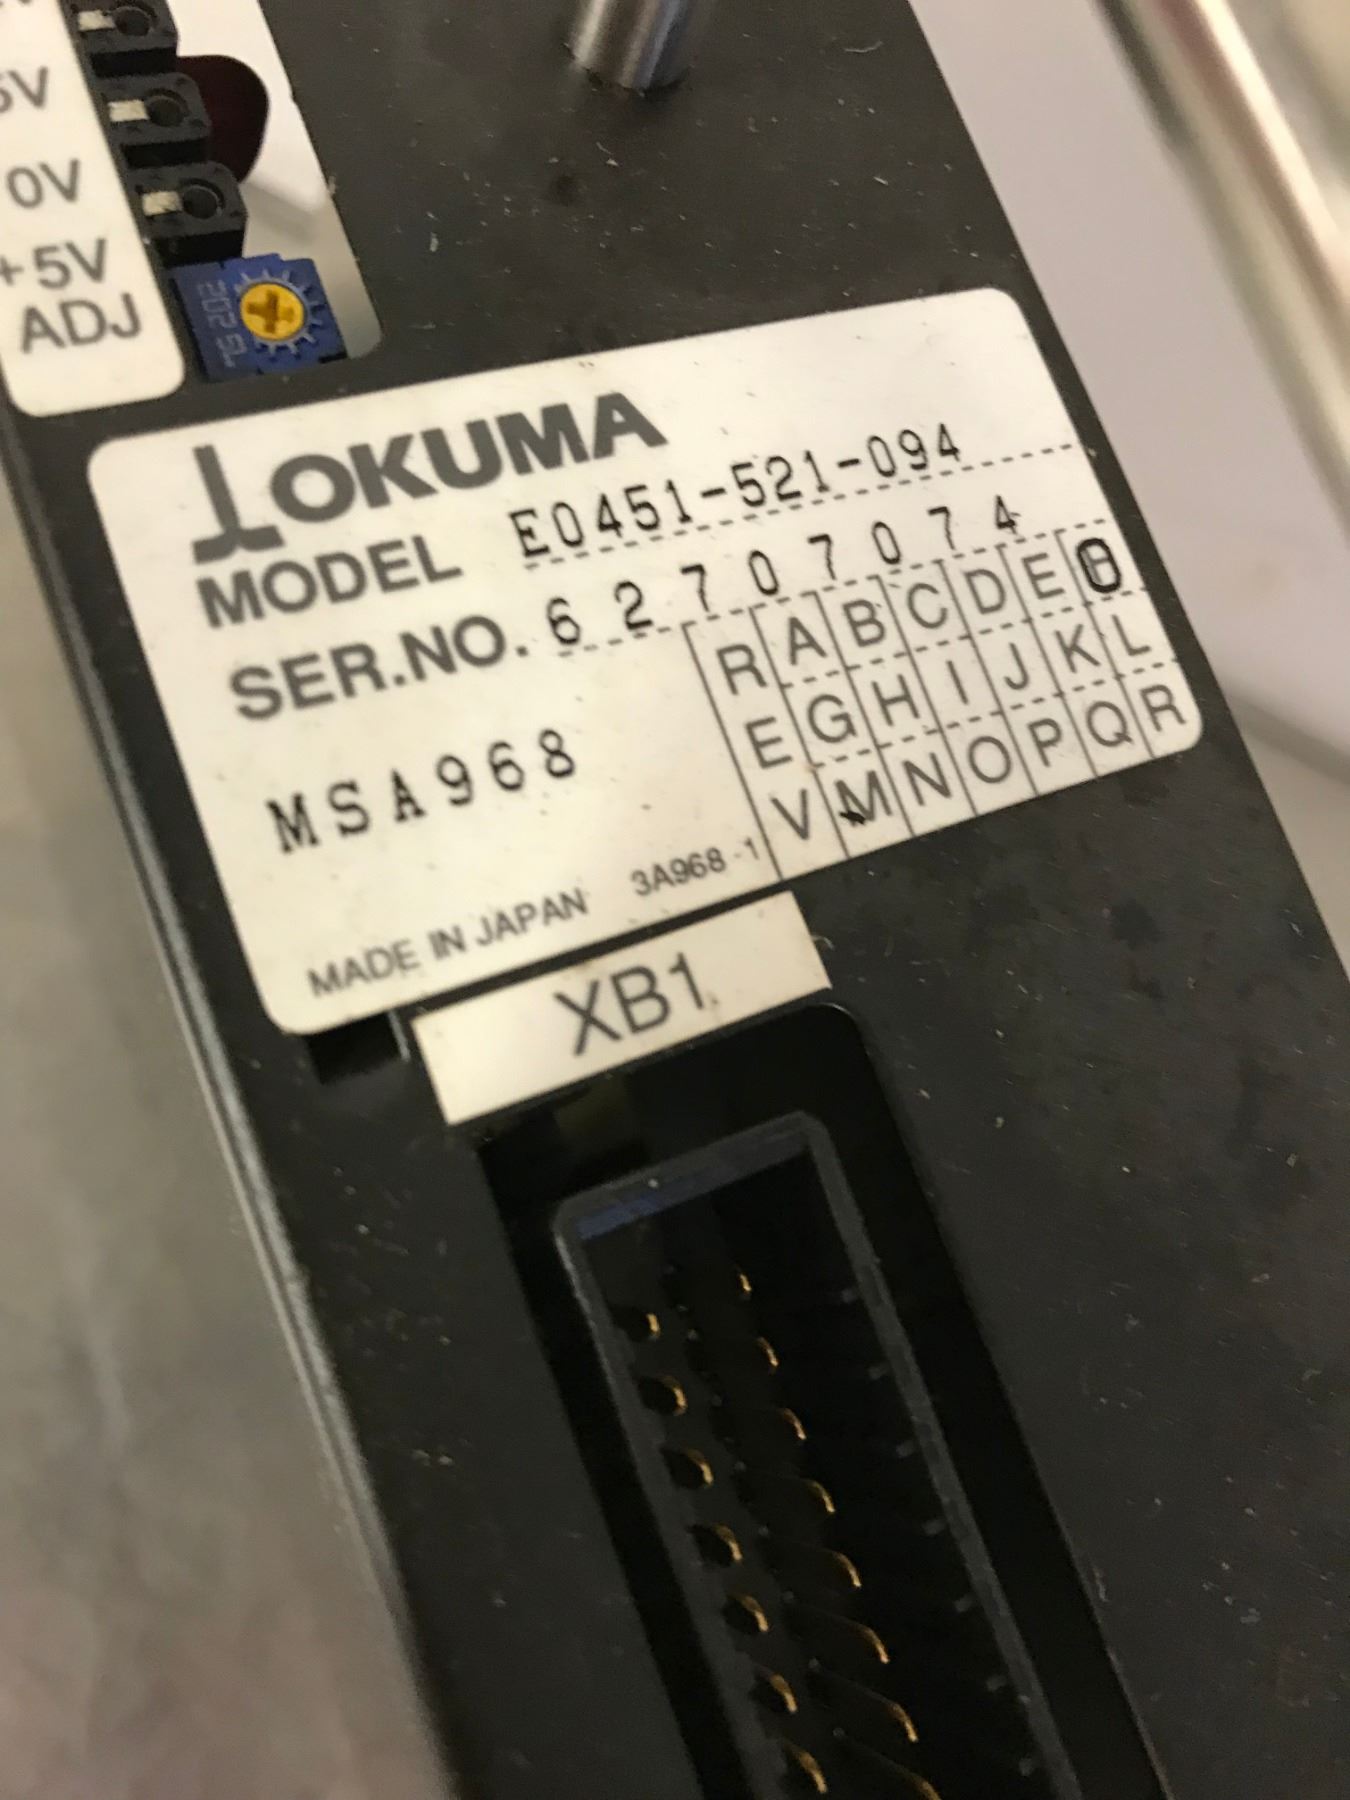 5V
0V
+5V
ADJ
202
OKUMA
MODEL E0451-521-094
SER.NO. 62707074
R A B C D E
E G H I J K L
V M N O P Q R
MSA968
MADE IN JAPAN 3A968-1
XB1